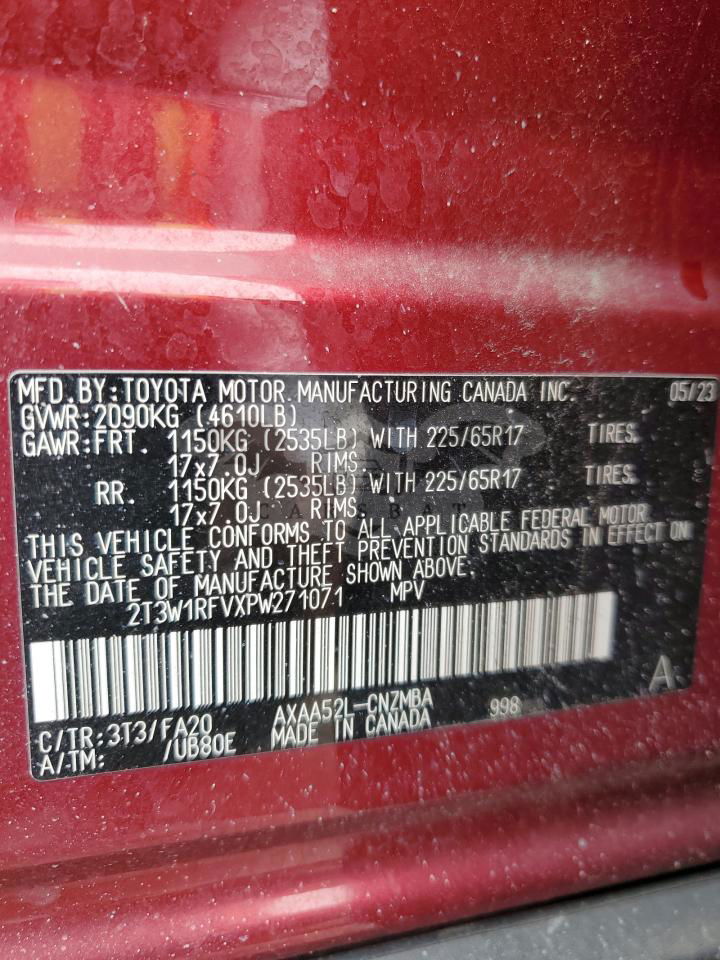 MFD.BY:TOYOTA MOTOR MANUFACTURING CANADA INC. 05/23
GVWR:2090KG (4610LB)
GAWR:FRT. 1150KG (2535LB) WITH 225/65R17 TIRES,
17x7.0J RIMS,
RR. 1150KG (2535LB) WITH 225/65R17 TIRES,
17x7.0J RIMS,
THIS VEHICLE CONFORMS TO ALL APPLICABLE FEDERAL MOTOR
VEHICLE SAFETY AND THEFT PREVENTION STANDARDS IN EFFECT ON
THE DATE OF MANUFACTURE SHOWN ABOVE.
2T3W1RFVXPW271071 MPV
A
C/TR:3T3/FA20 AXAA52L-CNZMBA 998
A/TM: /UB80E MADE IN CANADA